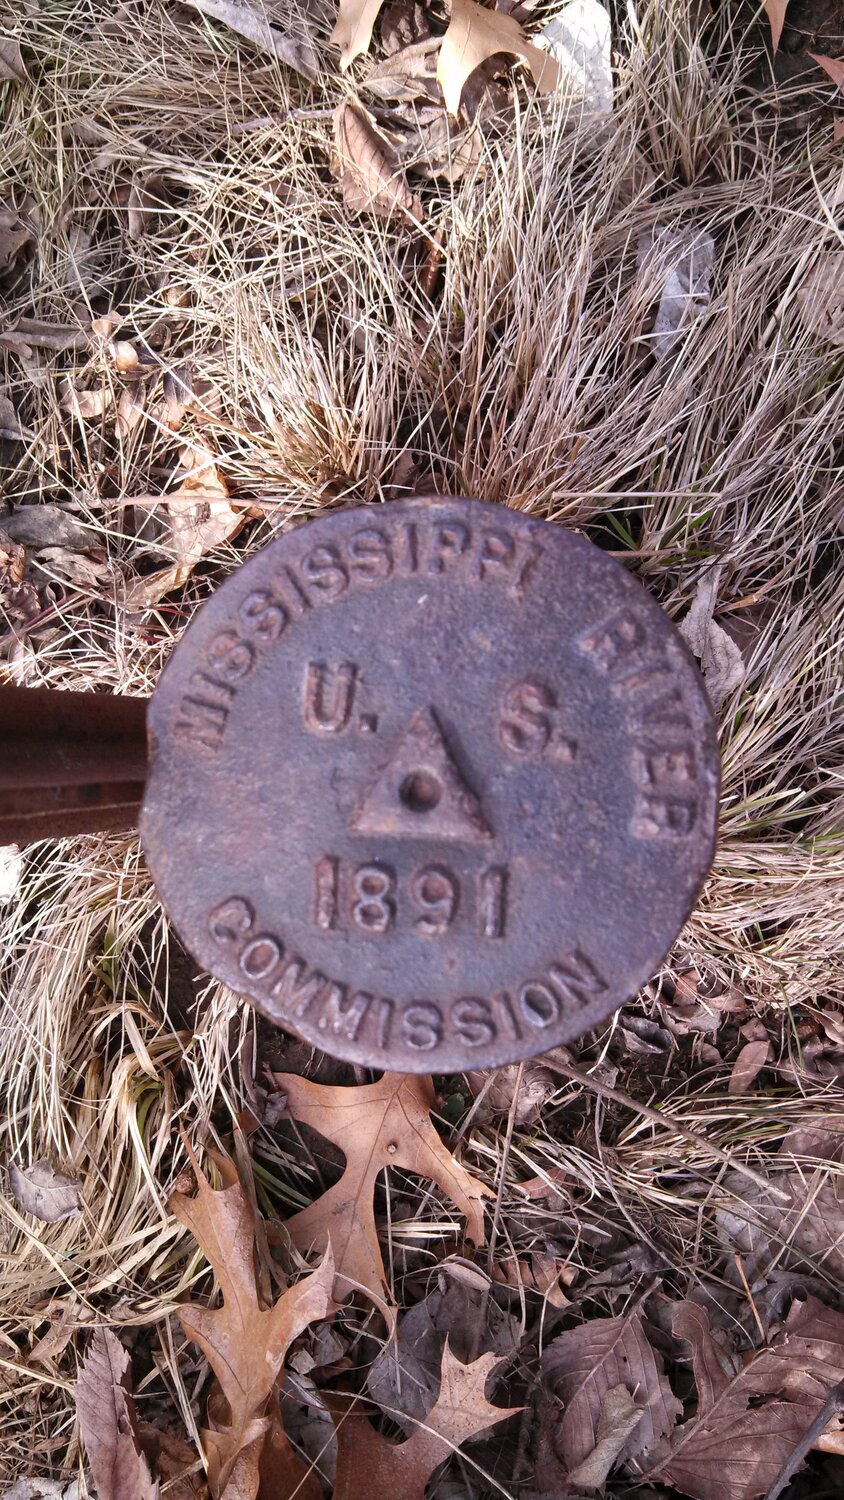 MISSISSIPPI RIVER
U. S.
1891
COMMISSION